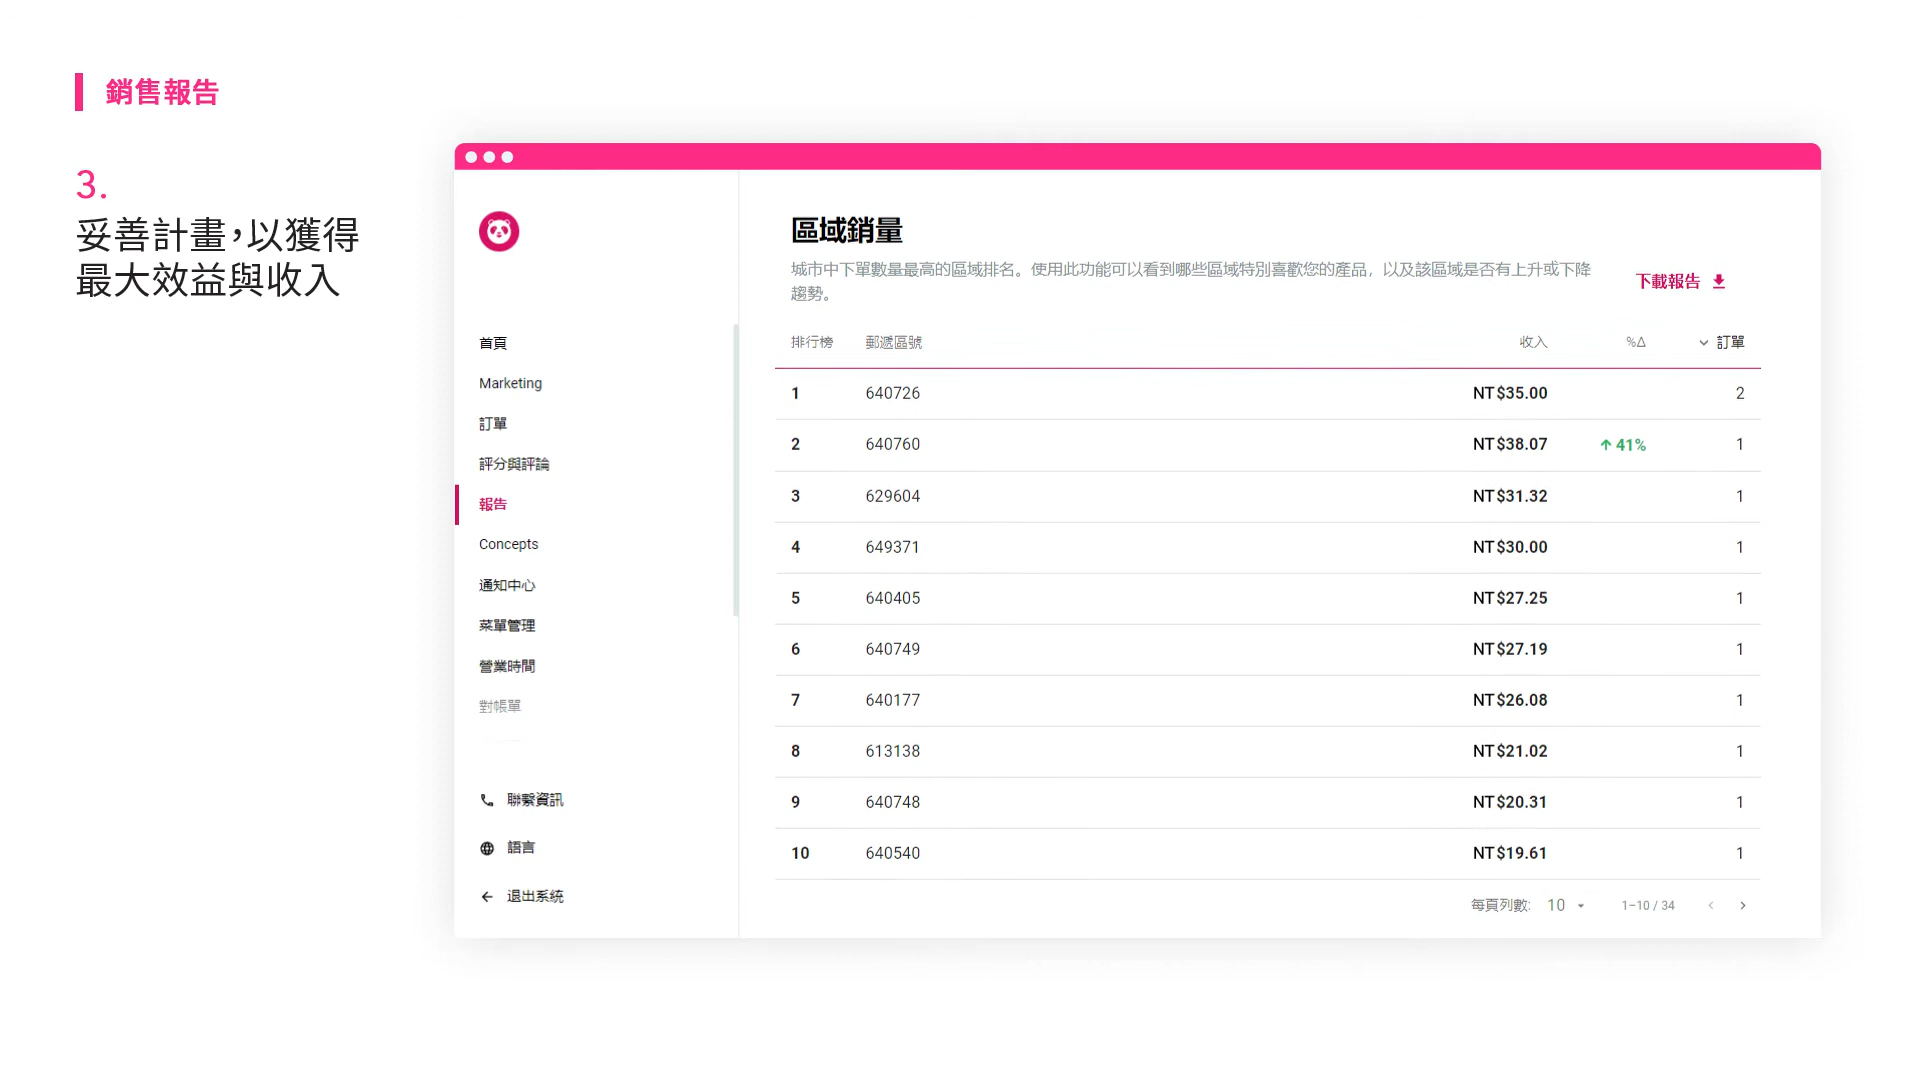 銷售報告
3.
妥善計畫，以獲得
最大效益與收入
首頁
Marketing
訂單
評分與評論
報告
Concepts
通知中心
菜單管理
營業時間
對帳單
聯繫資訊
語言
退出系統
區域銷量
城市中下單數量最高的區域排名。使用此功能可以看到哪些區域特別喜歡您的產品，以及該區域是否有上升或下降
趨勢。
下載報告
排行榜 郵遞區號 收入 %Δ 訂單
1 640726 NT$35.00 2
2 640760 NT$38.07 41% 1
3 629604 NT$31.32 1
4 649371 NT$30.00 1
5 640405 NT$27.25 1
6 640749 NT$27.19 1
7 640177 NT$26.08 1
8 613138 NT$21.02 1
9 640748 NT$20.31 1
10 640540 NT$19.61 1
每頁列數: 10 1–10 / 34